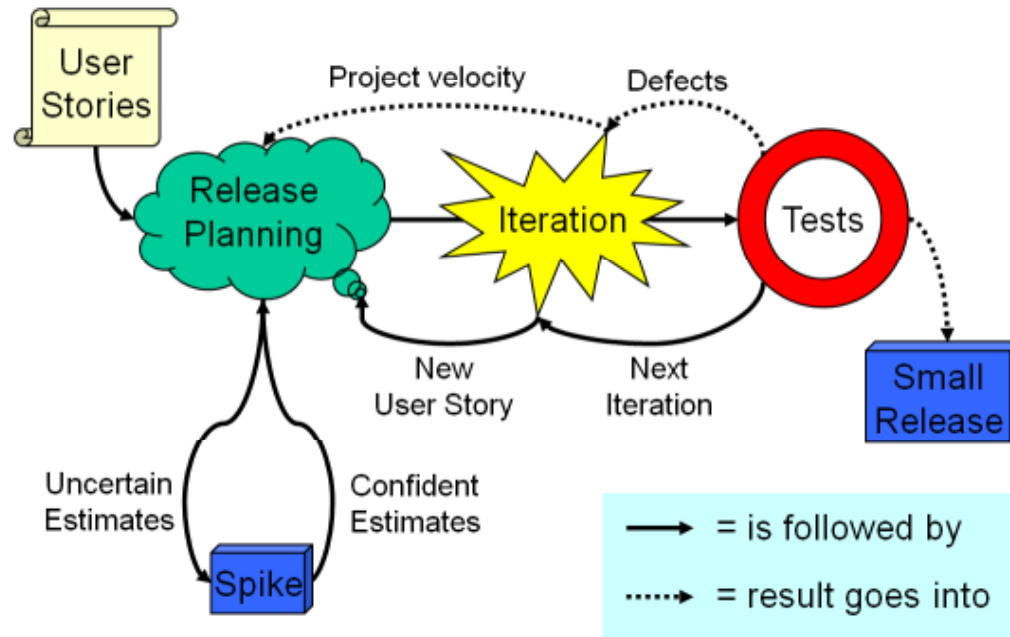 User
Stories
Project velocity
Defects
Release
Planning
Iteration
Tests
New
User Story
Next
Iteration
Small
Release
Uncertain
Estimates
Confident
Estimates
Spike
= is followed by
= result goes into